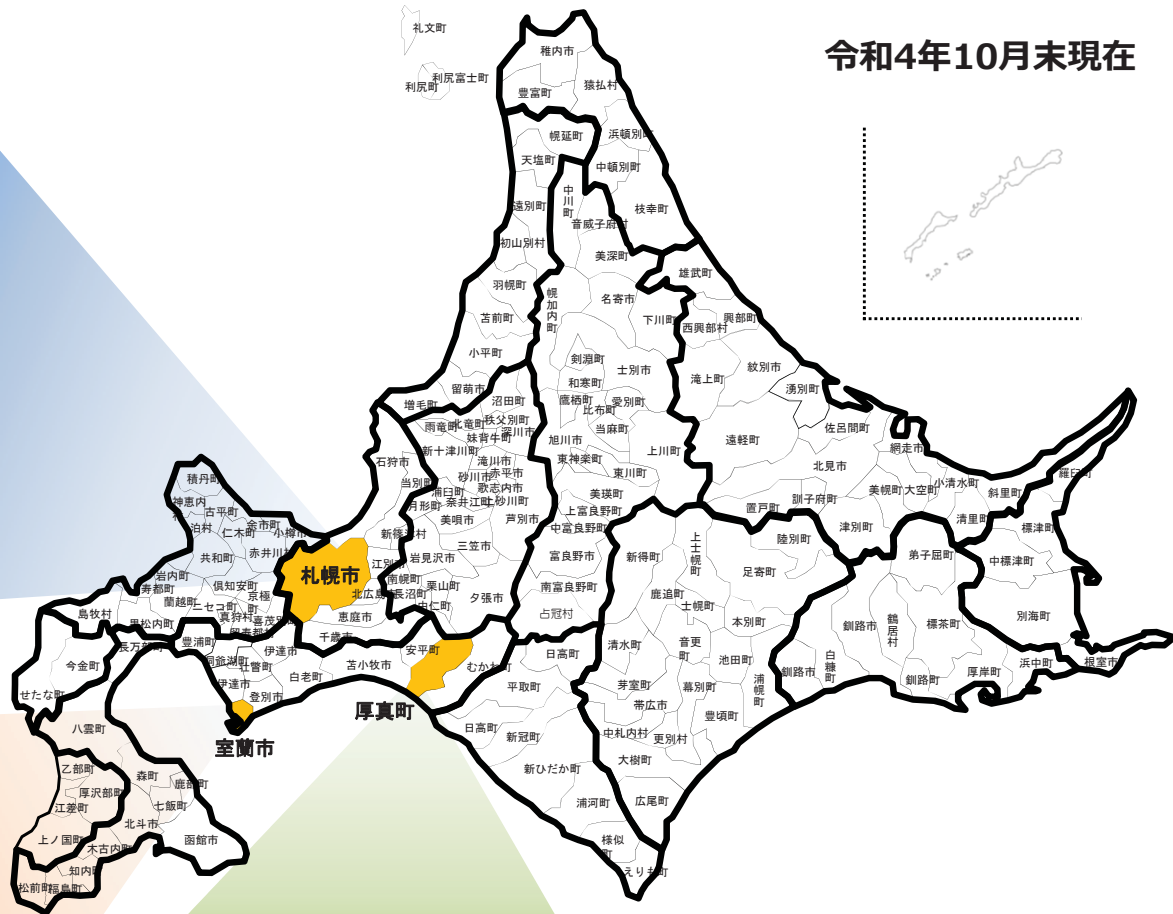 令和4年10月末現在
礼文町
利尻富士町
利尻町
稚内市
猿払村
豊富町
幌延町
浜頓別町
天塩町
中頓別町
中川町
遠別町
枝幸町
音威子府村
初山別村
美深町
雄武町
羽幌町
幌加内町
名寄市
下川町
興部町
西興部村
苫前町
小平町
剣淵町
士別市
紋別市
滝上町
湧別町
和寒町
留萌市
増毛町
沼田町
鷹栖町
愛別町
比布町
秩父別町
北竜町
雨竜町
深川市
妹背牛町
当麻町
佐呂間町
旭川市
遠軽町
新十津川町
上川町
網走市
石狩市
滝川市
東神楽町
東川町
北見市
赤平市
砂川市
当別町
歌志内市
浦臼町
奈井江町
上砂川町
月形町
美瑛町
上富良野町
置戸町
訓子府町
美幌町
大空町
小清水町
斜里町
羅臼町
清里町
津別町
標津町
積丹町
神恵内
古平町
余市町
小樽市
泊村
仁木町
共和町
赤井川村
美唄市
芦別市
中富良野町
新篠津村
三笠市
岩見沢市
富良野市
新得町
上士幌町
陸別町
足寄町
弟子屈町
中標津町
別海町
札幌市
江別市
南幌町
栗山町
北広島市
長沼町
夕張市
由仁町
南富良野町
占冠村
鹿追町
士幌町
本別町
岩内町
寿都町
倶知安町
京極町
蘭越町
ニセコ町
真狩村
喜茂別町
留寿都村
黒松内町
島牧村
恵庭市
千歳市
安平町
むかわ町
日高町
清水町
音更町
池田町
浦幌町
釧路市
鶴居村
標茶町
白糠町
釧路市
釧路町
厚岸町
浜中町
根室市
長万部町
豊浦町
洞爺湖町
伊達市
壮瞥町
苫小牧市
白老町
伊達市
登別市
今金町
せたな町
八雲町
室蘭市
厚真町
平取町
日高町
新冠町
新ひだか町
浦河町
様似町
えりも町
芽室町
幕別町
帯広市
豊頃町
中札内村
更別村
大樹町
広尾町
乙部町
森町
鹿部町
厚沢部町
江差町
七飯町
北斗市
上ノ国町
函館市
木古内町
知内町
松前町
福島町